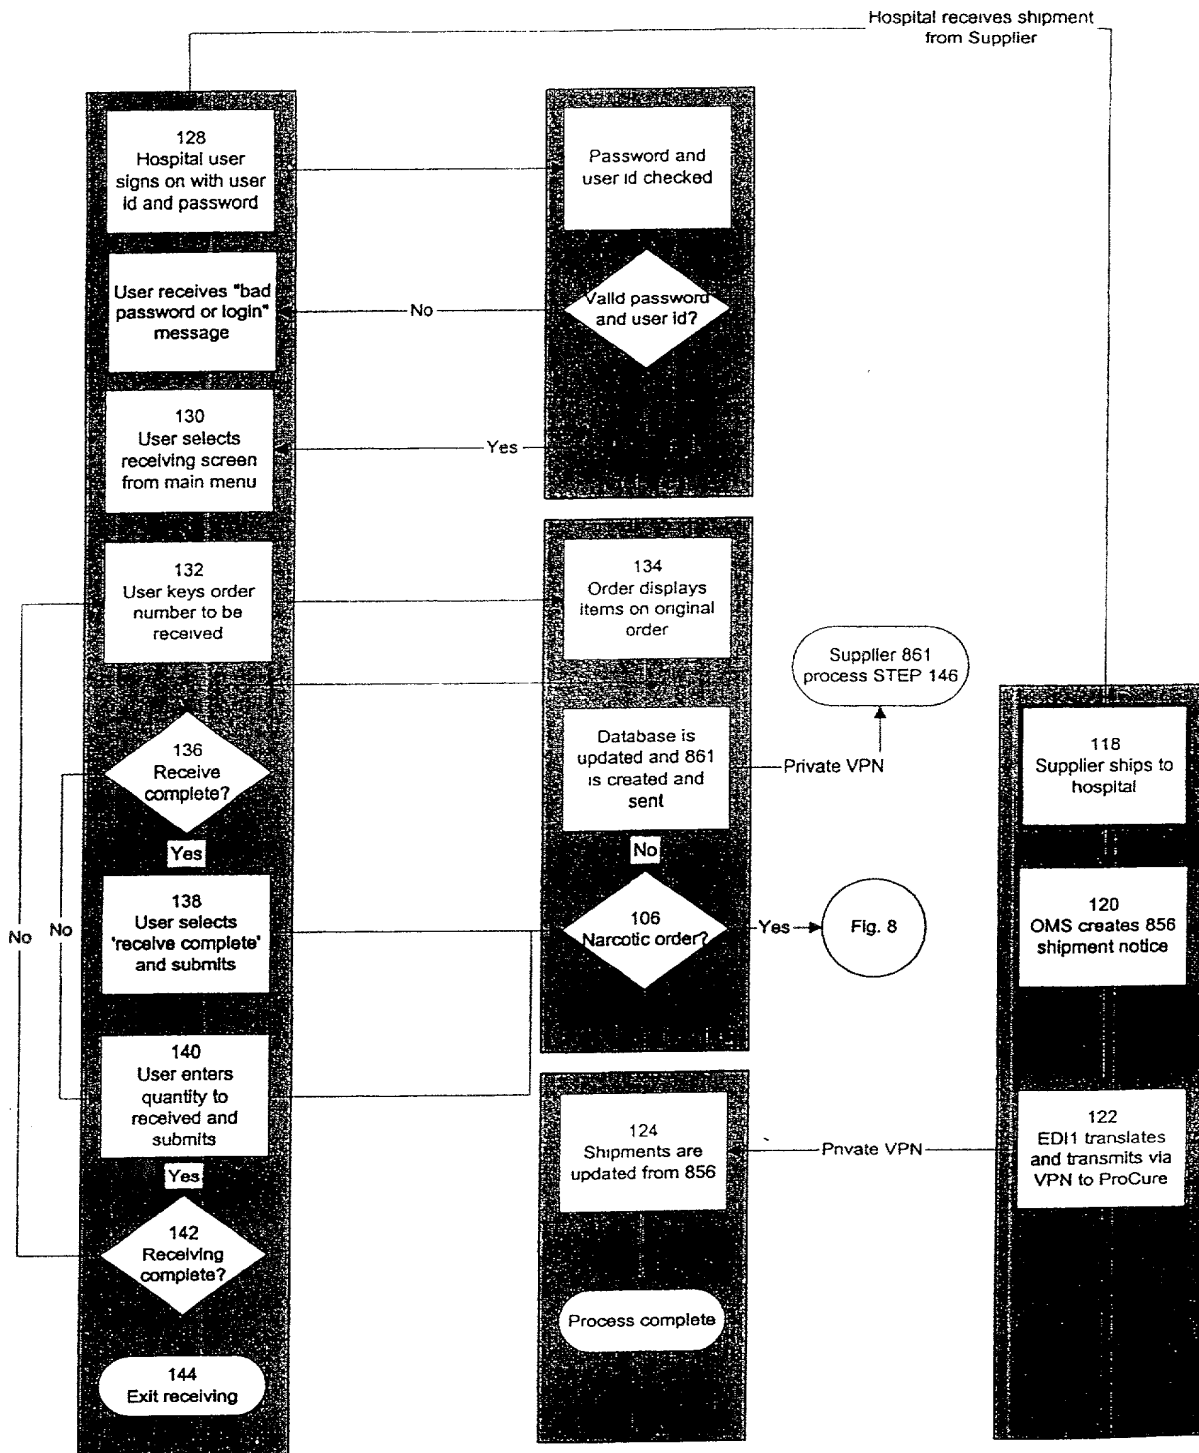 Hospital receives shipment
from Supplier
128
Hospital user
signs on with user
id and password
Password and
user id checked
User receives "bad
password or login"
message
No
Valid password
and user id?
130
User selects
receiving screen
from main menu
Yes
132
User keys order
number to be
received
134
Order displays
items on original
order
Supplier 861
process STEP 146
136
Receive
complete?
Database is
updated and 861
is created and
sent
Private VPN
118
Supplier ships to
hospital
Yes
No
No
No
138
User selects
'receive complete'
and submits
106
Narcotic order?
Yes
Fig. 8
120
OMS creates 856
shipment notice
140
User enters
quantity to
received and
submits
124
Shipments are
updated from 856
Private VPN
122
EDI1 translates
and transmits via
VPN to ProCure
Yes
142
Receiving
complete?
Process complete
144
Exit receiving